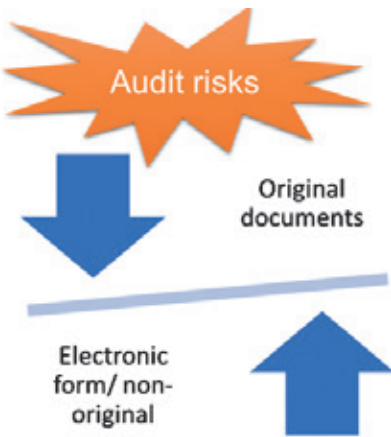 Audit risks
Original
documents
Electronic
form/ non-
original